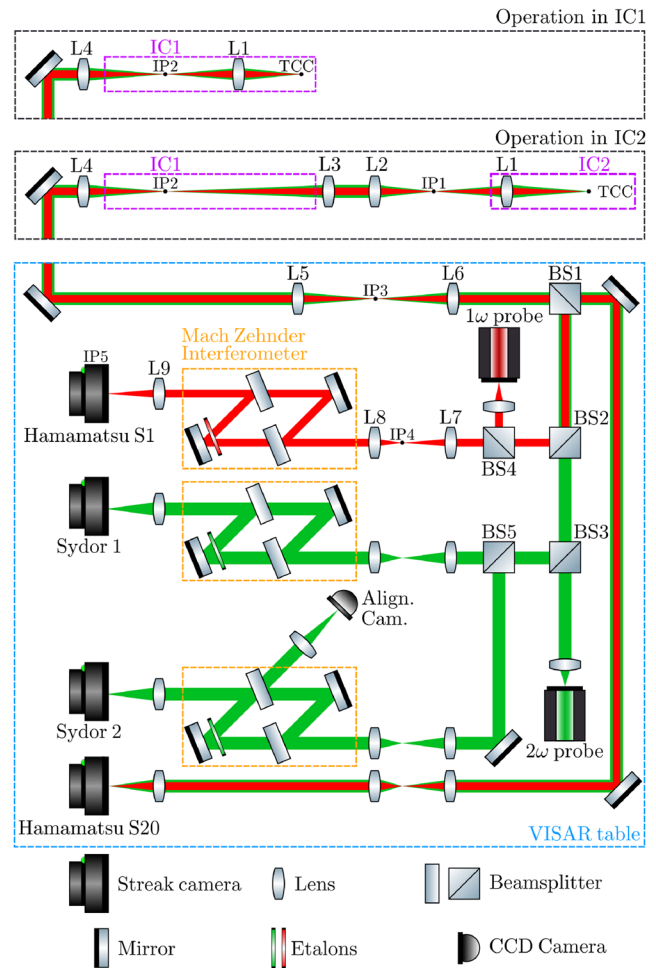 Operation in IC1
L4
IC1
L1
IP2
TCC
Operation in IC2
L4
IC1
L3
L2
L1
IC2
IP2
IP1
TCC
L5
L6
BS1
IP3
1ω probe
Mach Zehnder
Interferometer
IP5
L9
L8
IP4
L7
BS2
Hamamatsu S1
BS4
BS5
BS3
Sydor 1
Align.
Cam.
Sydor 2
2ω probe
Hamamatsu S20
VISAR table
Streak camera
Lens
Beamsplitter
Mirror
Etalons
CCD Camera